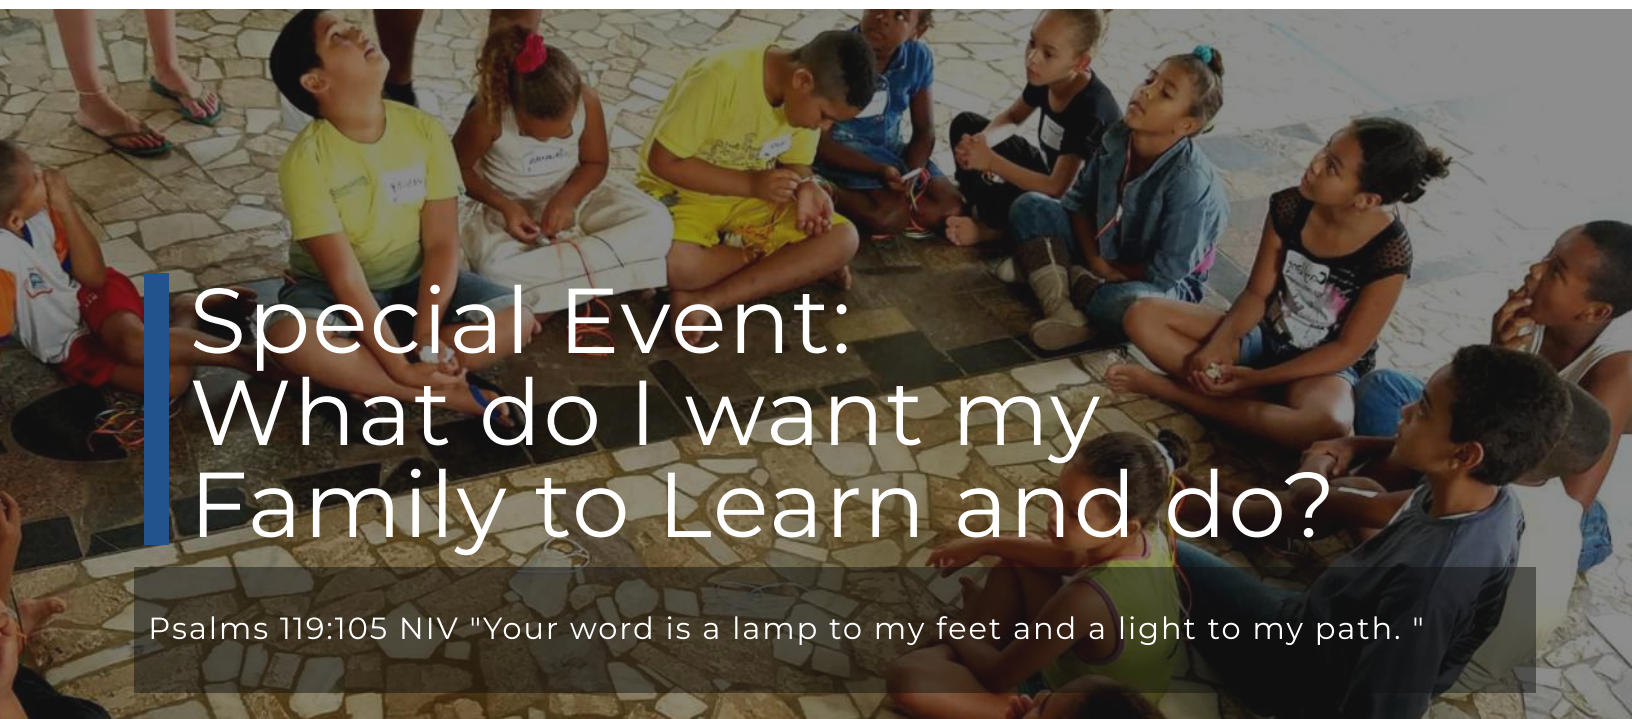 Special Event:
What do I want my
Family to Learn and do?
Psalms 119:105 NIV "Your word is a lamp to my feet and a light to my path. "